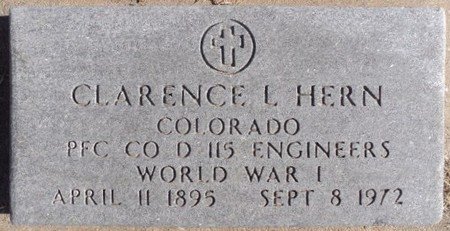 CLARENCE L HERN
COLORADO
PFC CO D 115 ENGINEERS
WORLD WAR I
APRIL 11 1895 SEPT 8 1972